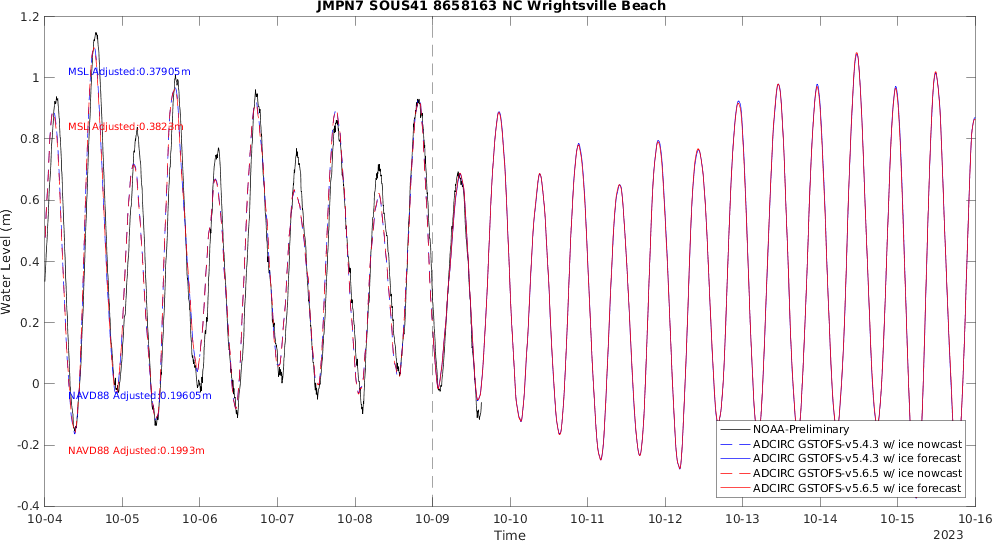 JMPN7 SOUS41 8658163 NC Wrightsville Beach
1.2
1
0.8
0.6
0.4
0.2
0
-0.2
-0.4
Water Level (m)
MSL Adjusted:0.37905m
MSL Adjusted:0.3823m
NAVD88 Adjusted:0.19605m
NAVD88 Adjusted:0.1993m
NOAA-Preliminary
ADCIRC GSTOFS-v5.4.3 w/ ice nowcast
ADCIRC GSTOFS-v5.4.3 w/ ice forecast
ADCIRC GSTOFS-v5.6.5 w/ ice nowcast
ADCIRC GSTOFS-v5.6.5 w/ ice forecast
10-04 10-05 10-06 10-07 10-08 10-09 10-10 10-11 10-12 10-13 10-14 10-15 10-16
Time
2023